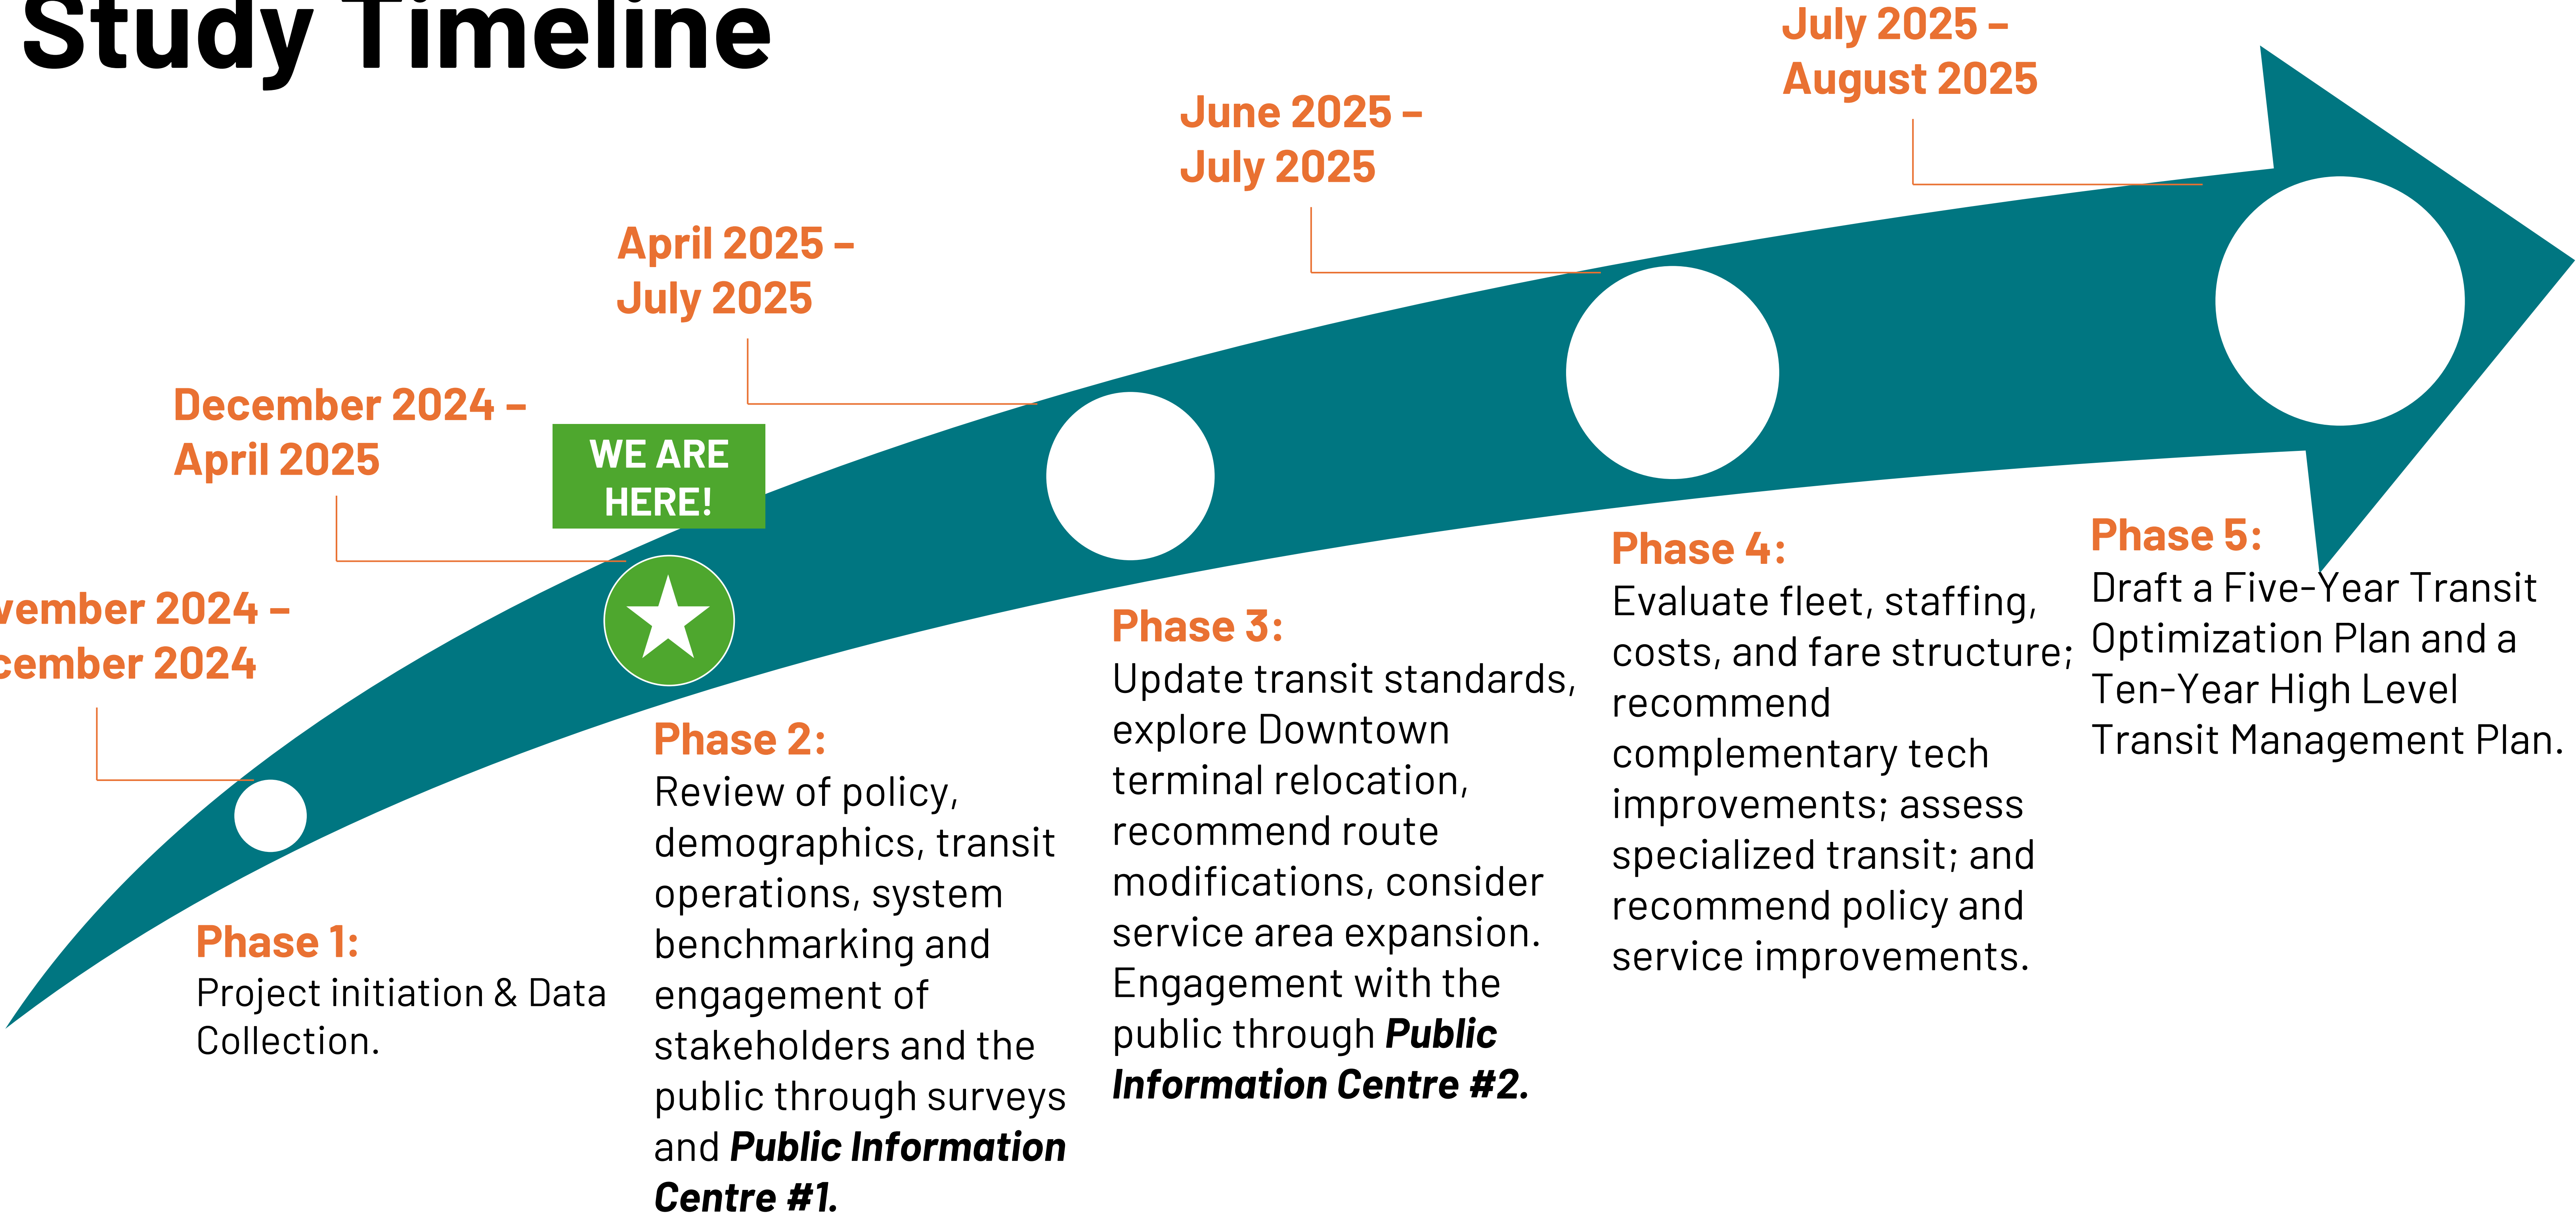 Study Timeline
vember 2024 –
cember 2024
Phase 1:
Project initiation & Data
Collection.
December 2024 –
April 2025
WE ARE
HERE!
Phase 2:
Review of policy,
demographics, transit
operations, system
benchmarking and
engagement of
stakeholders and the
public through surveys
and Public Information
Centre #1.
April 2025 –
July 2025
Phase 3:
Update transit standards,
explore Downtown
terminal relocation,
recommend route
modifications, consider
service area expansion.
Engagement with the
public through Public
Information Centre #2.
June 2025 –
July 2025
Phase 4:
Evaluate fleet, staffing,
costs, and fare structure;
recommend
complementary tech
improvements; assess
specialized transit; and
recommend policy and
service improvements.
July 2025 –
August 2025
Phase 5:
Draft a Five-Year Transit
Optimization Plan and a
Ten-Year High Level
Transit Management Plan.